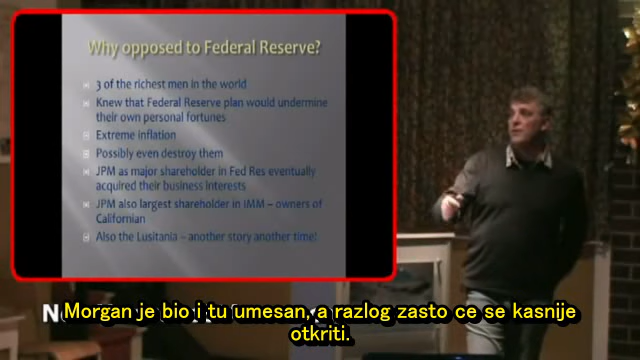 Why opposed to Federal Reserve?
3 of the richest men in the world
Knew that Federal Reserve plan would undermine
their own personal fortunes
Extreme inflation
Possibly even destroy them
JPM as major shareholder in Fed Res eventually
acquired their business interests
JPM also largest shareholder in IMM – owners of
Californian
Also the Lusitania – another story another time!
Morgan je bio i tu umesan, a razlog zasto ce se kasnije
otkriti.